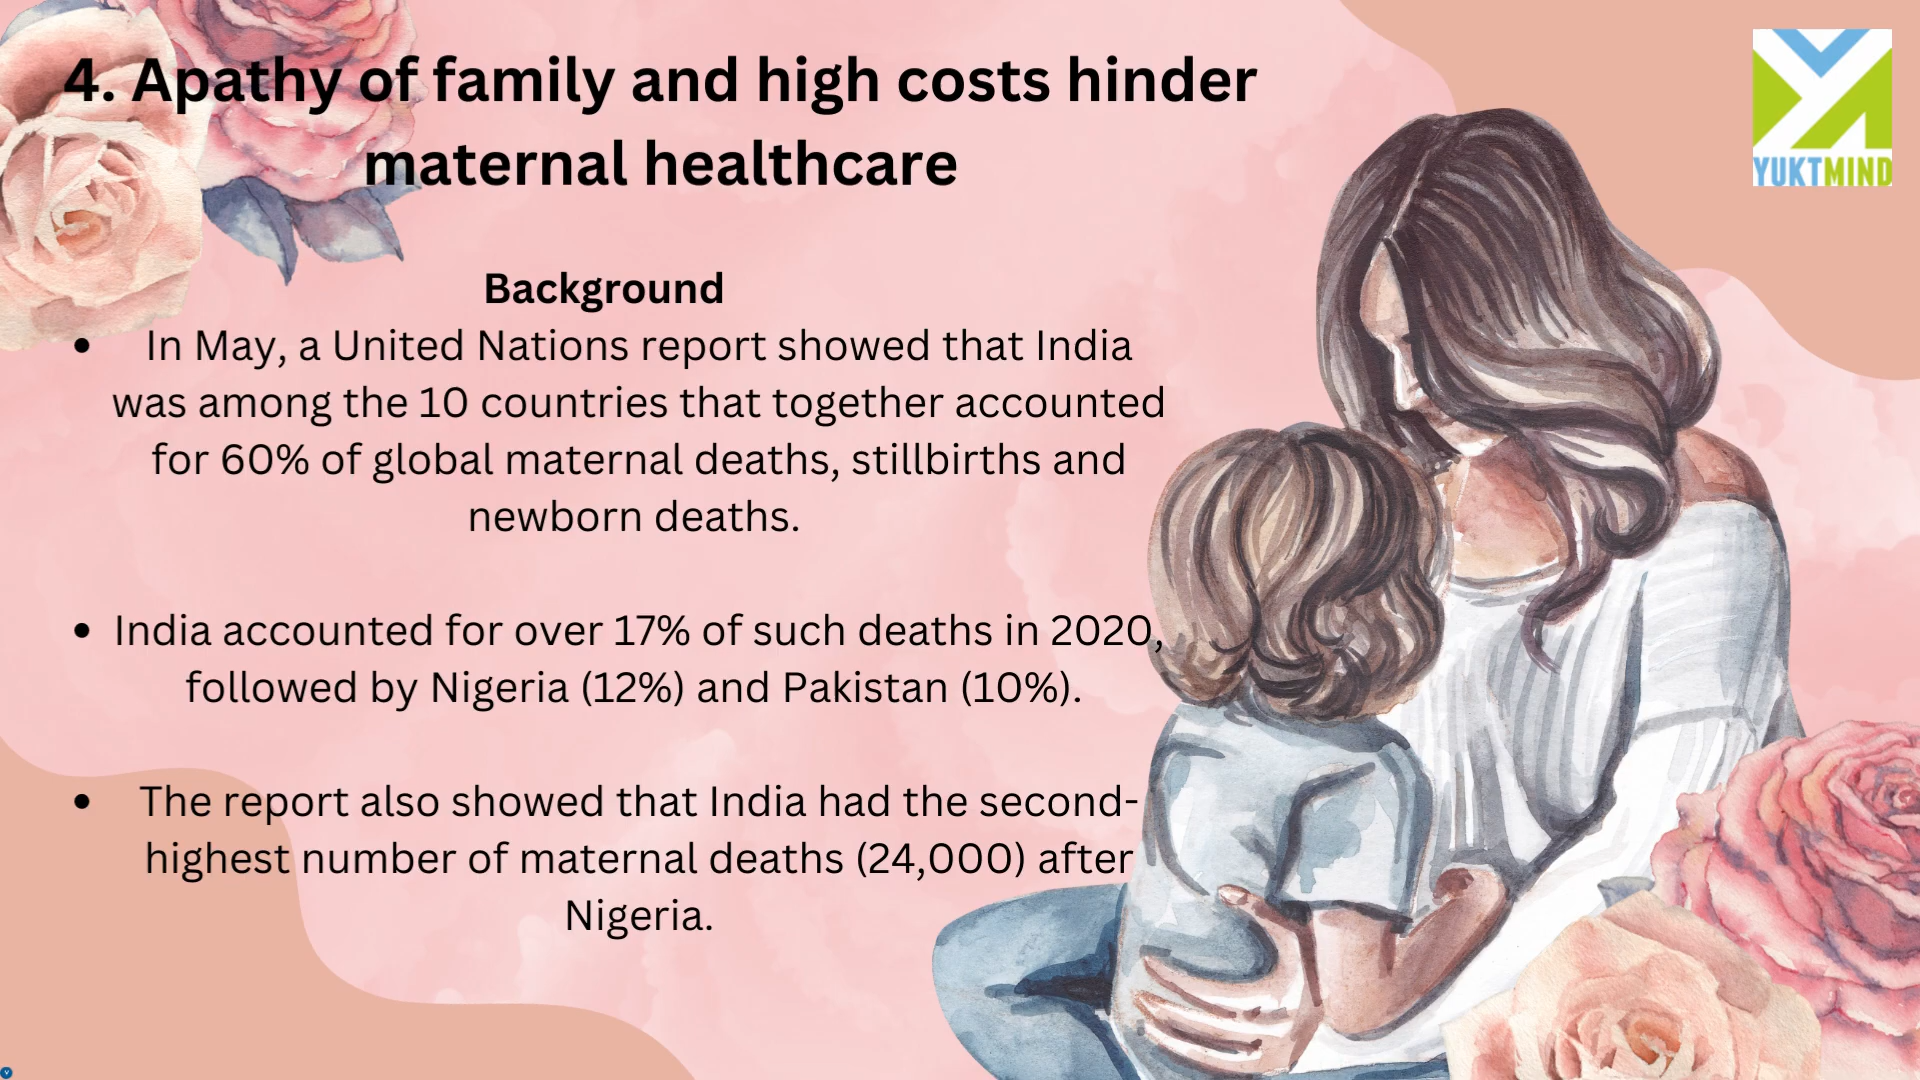 4. Apathy of family and high costs hinder
maternal healthcare
YUKTMIND
Background
• In May, a United Nations report showed that India
was among the 10 countries that together accounted
for 60% of global maternal deaths, stillbirths and
newborn deaths.
• India accounted for over 17% of such deaths in 2020,
followed by Nigeria (12%) and Pakistan (10%).
• The report also showed that India had the second-
highest number of maternal deaths (24,000) after
Nigeria.